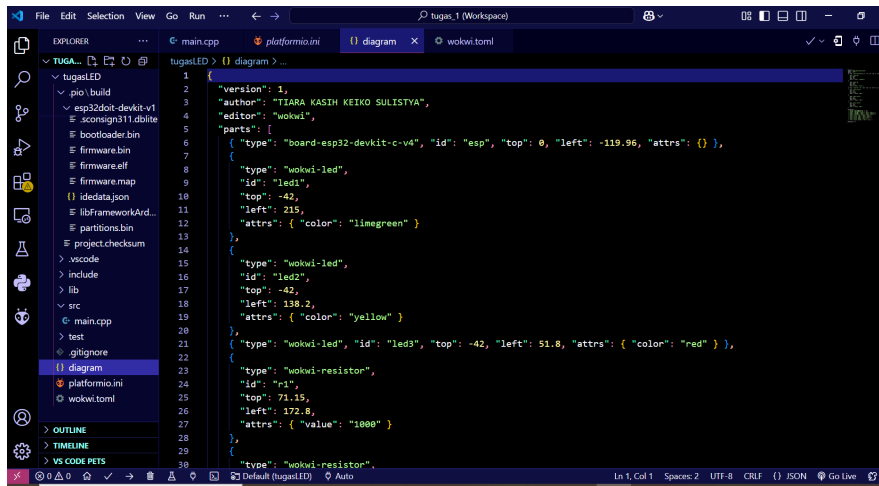 File Edit Selection View Go Run ··· tugas_1 (Workspace)
EXPLORER ···
main.cpp platformio.ini {} diagram × wokwi.toml
TUGA...
tugasLED > {} diagram > ...
tugasLED
.pio\build
esp32doit-devkit-v1
.sconsign311.dblite
bootloader.bin
firmware.bin
firmware.elf
firmware.map
{} idedata.json
libFrameworkArd...
partitions.bin
project.checksum
.vscode
include
lib
src
main.cpp
test
.gitignore
{} diagram
platformio.ini
wokwi.toml
OUTLINE
TIMELINE
VS CODE PETS
1 {
2 "version": 1,
3 "author": "TIARA KASIH KEIKO SULISTYA",
4 "editor": "wokwi",
5 "parts": [
6 { "type": "board-esp32-devkit-c-v4", "id": "esp", "top": 0, "left": -119.96, "attrs": {} },
7 {
8 "type": "wokwi-led",
9 "id": "led1",
10 "top": -42,
11 "left": 215,
12 "attrs": { "color": "limegreen" }
13 },
14 {
15 "type": "wokwi-led",
16 "id": "led2",
17 "top": -42,
18 "left": 138.2,
19 "attrs": { "color": "yellow" }
20 },
21 { "type": "wokwi-led", "id": "led3", "top": -42, "left": 51.8, "attrs": { "color": "red" } },
22 {
23 "type": "wokwi-resistor",
24 "id": "r1",
25 "top": 71.15,
26 "left": 172.8,
27 "attrs": { "value": "1000" }
28 },
29 {
30 "type": "wokwi-resistor",
0 0 0 Default (tugasLED) Auto Ln 1, Col 1 Spaces: 2 UTF-8 CRLF {} JSON Go Live